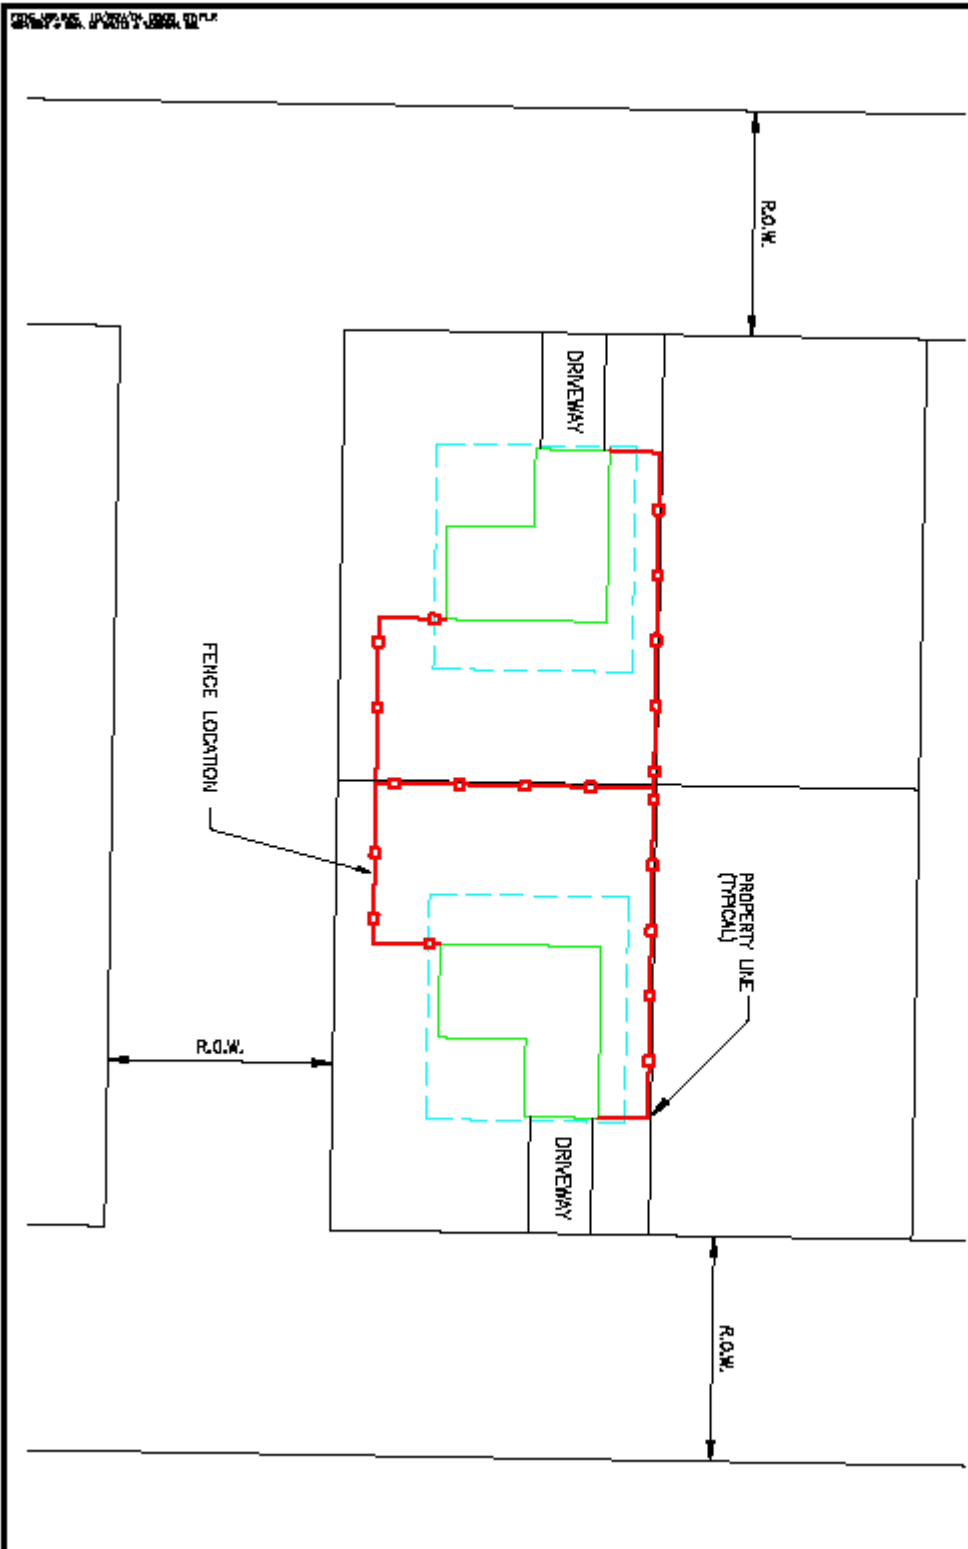 R.O.W.
DRIVEWAY
FENCE LOCATION
PROPERTY LINE
(TYPICAL)
R.O.W.
DRIVEWAY
R.O.W.